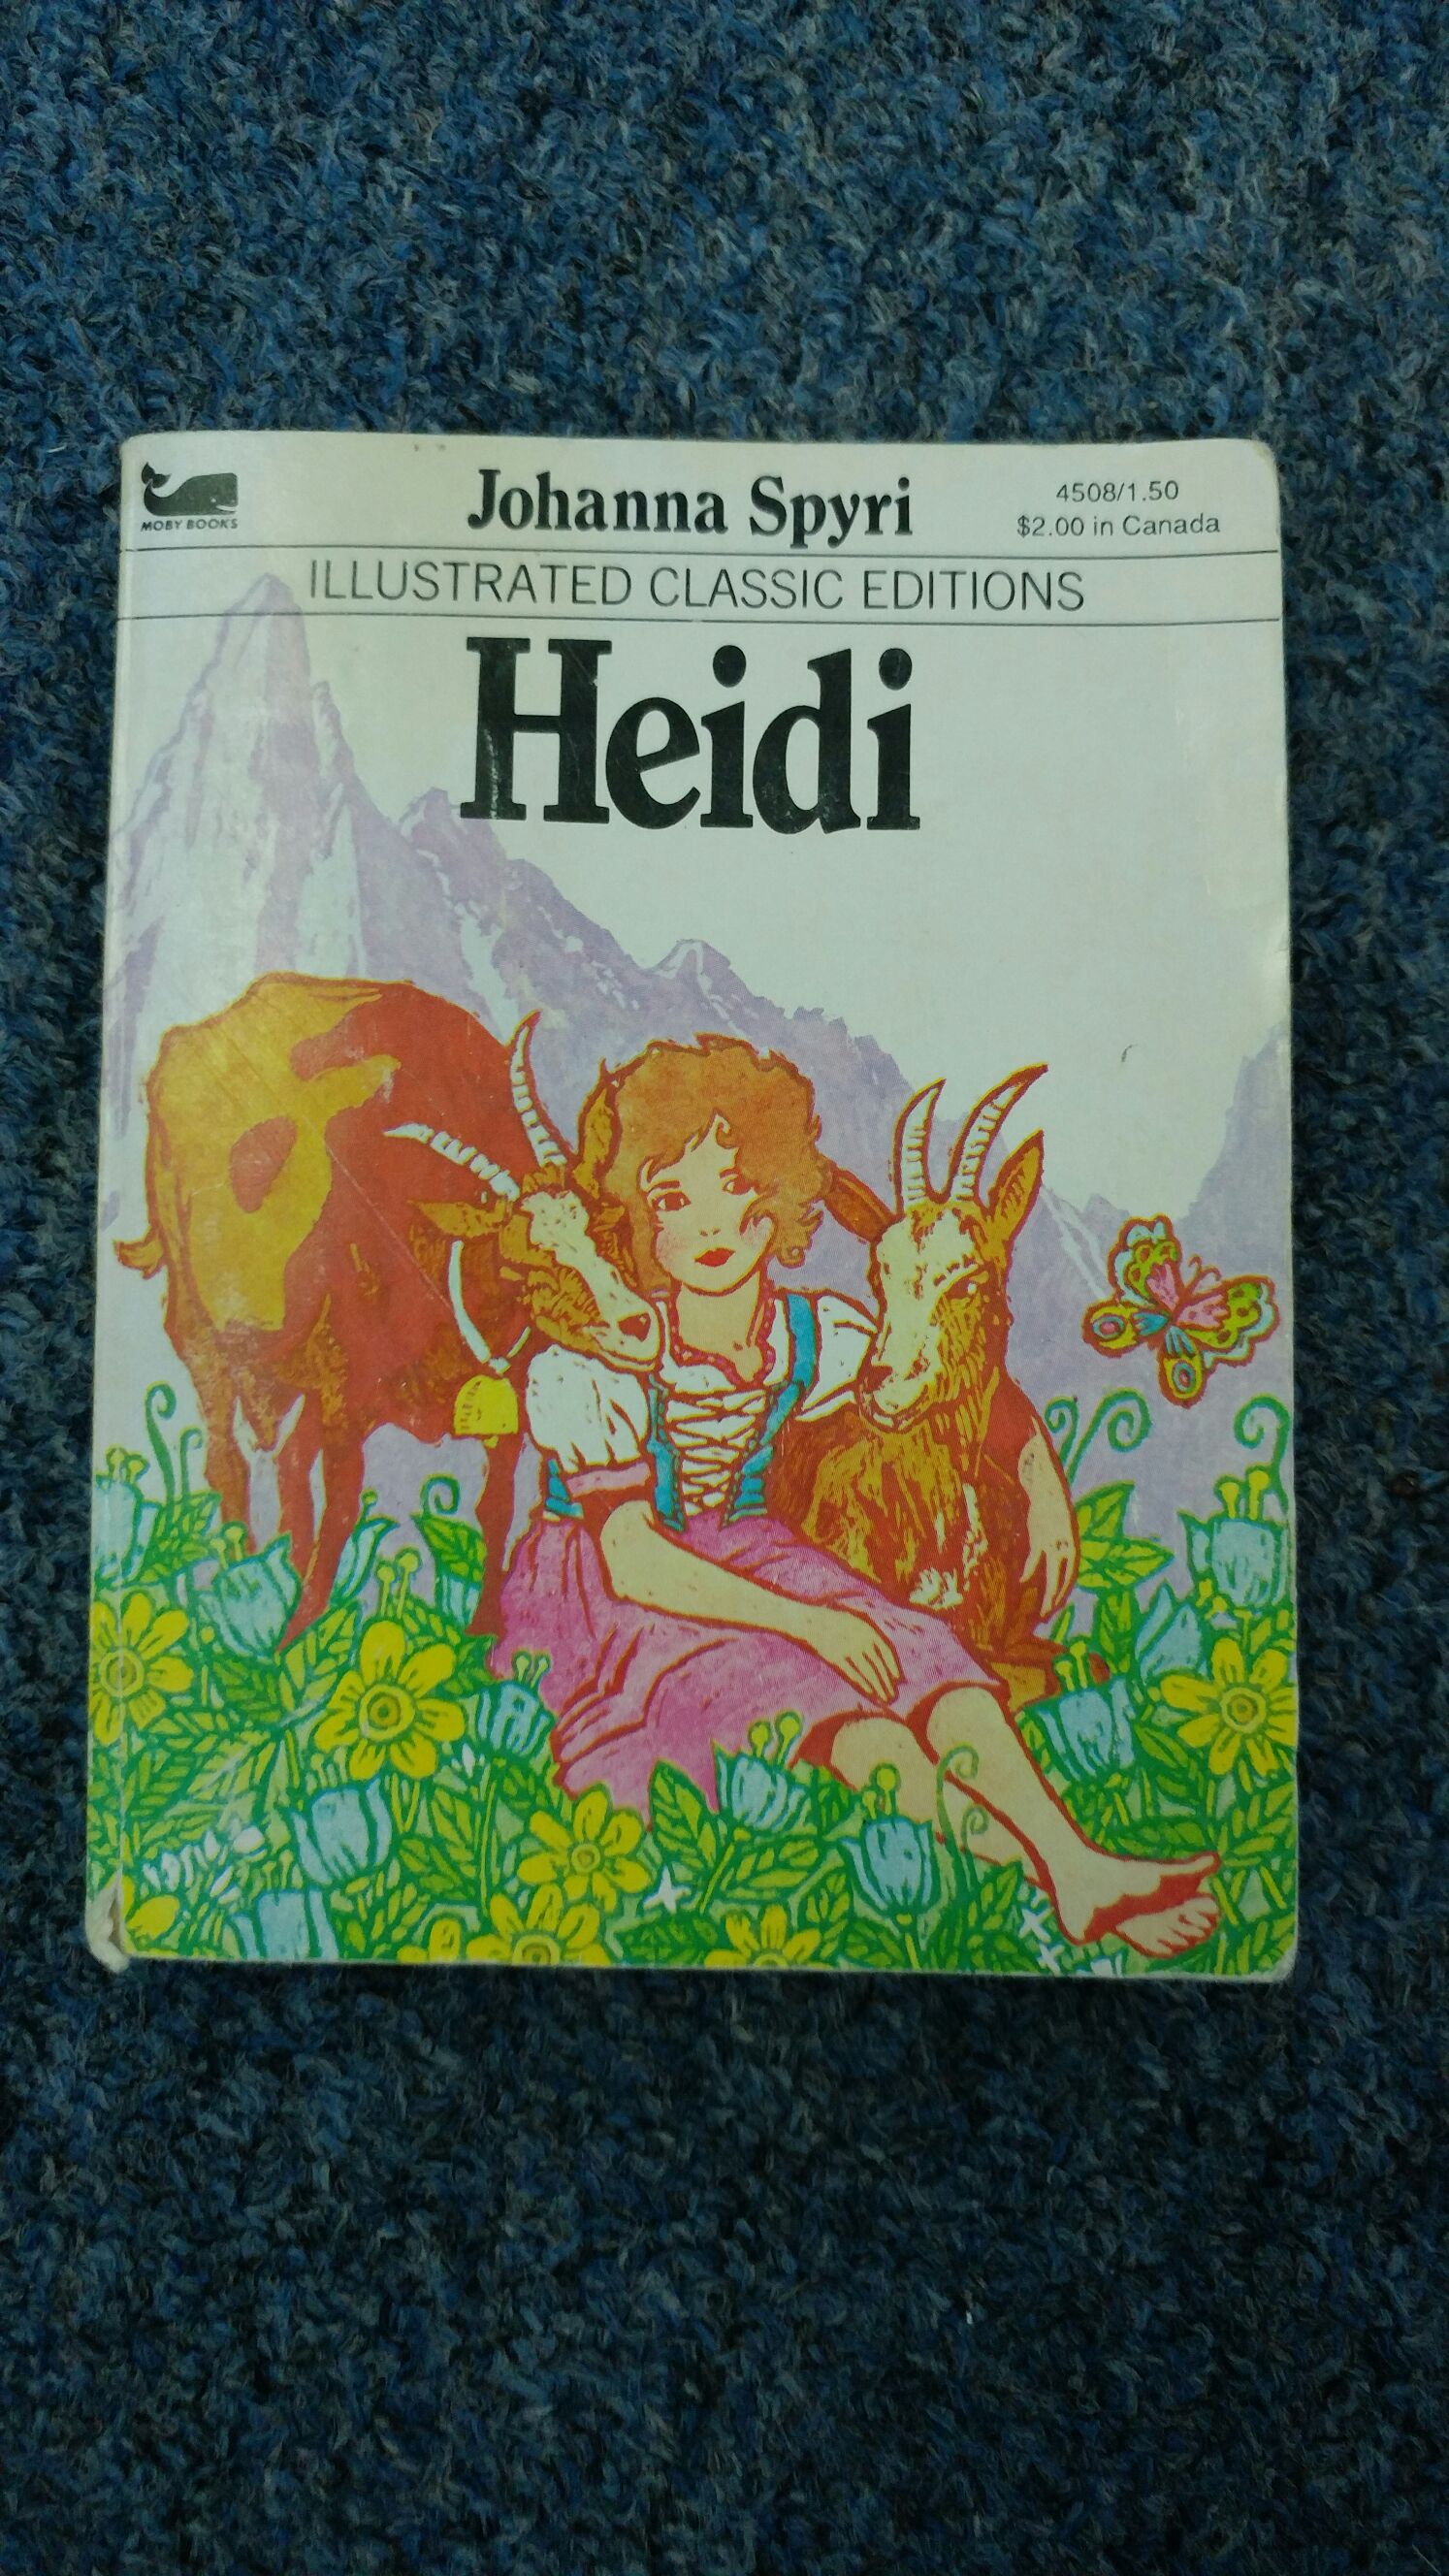 MOBY BOOKS
Johanna Spyri
4508/1.50
$2.00 in Canada
ILLUSTRATED CLASSIC EDITIONS
Heidi